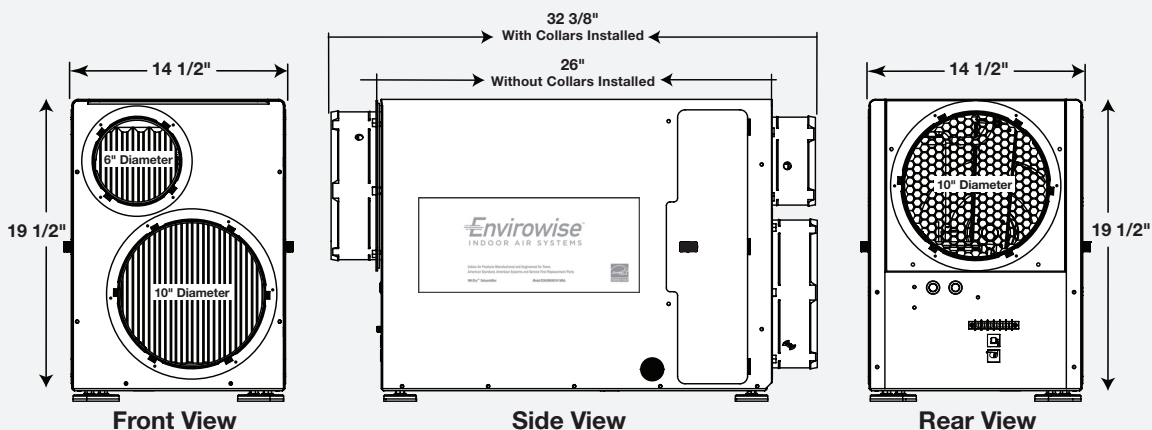 32 3/8"
With Collars Installed
14 1/2"
26"
Without Collars Installed
14 1/2"
6" Diameter
10" Diameter
19 1/2"
19 1/2"
Envirowise™
INDOOR AIR SYSTEMS
10" Diameter
Front View
Side View
Rear View